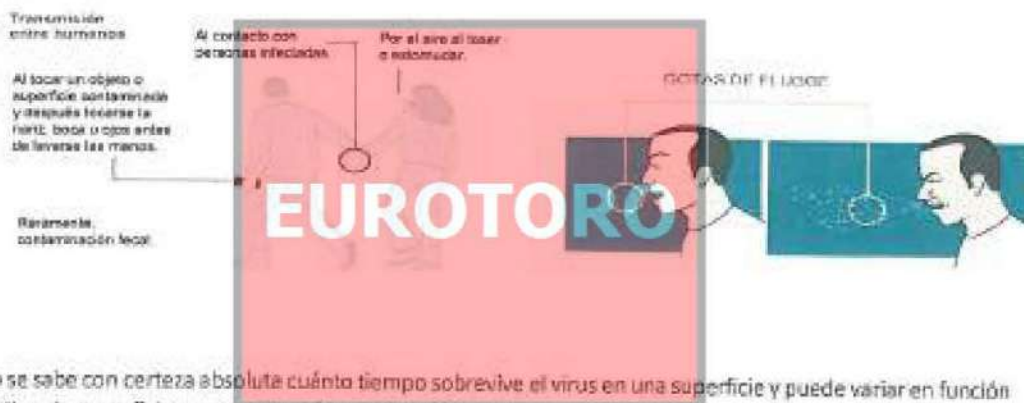 Transmisión
entre humanos
Al contacto con
personas infectadas
Por el aire al toser
o estornudar.
Al tocar un objeto o
superficie contaminada
y después tocarse la
nariz, boca u ojos antes
de lavarse las manos.
Raramente,
contaminación fecal.
GOTAS DE FLÜGGE
EUROTORO
se sabe con certeza absoluta cuánto tiempo sobrevive el virus en una superficie y puede variar en función